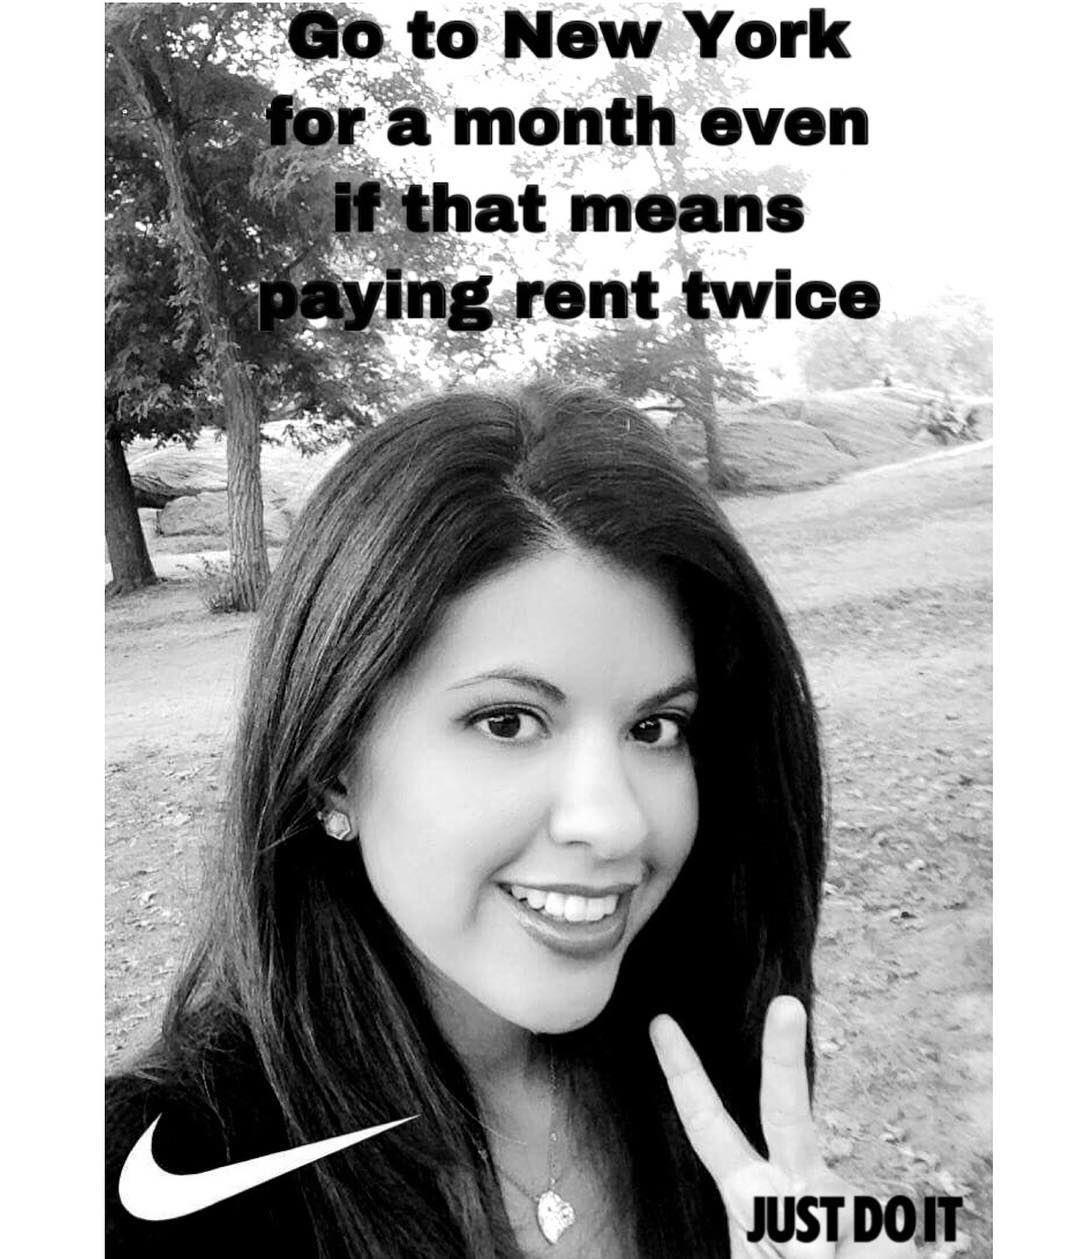 Go to New York
for a month even
if that means
paying rent twice
JUST DO IT